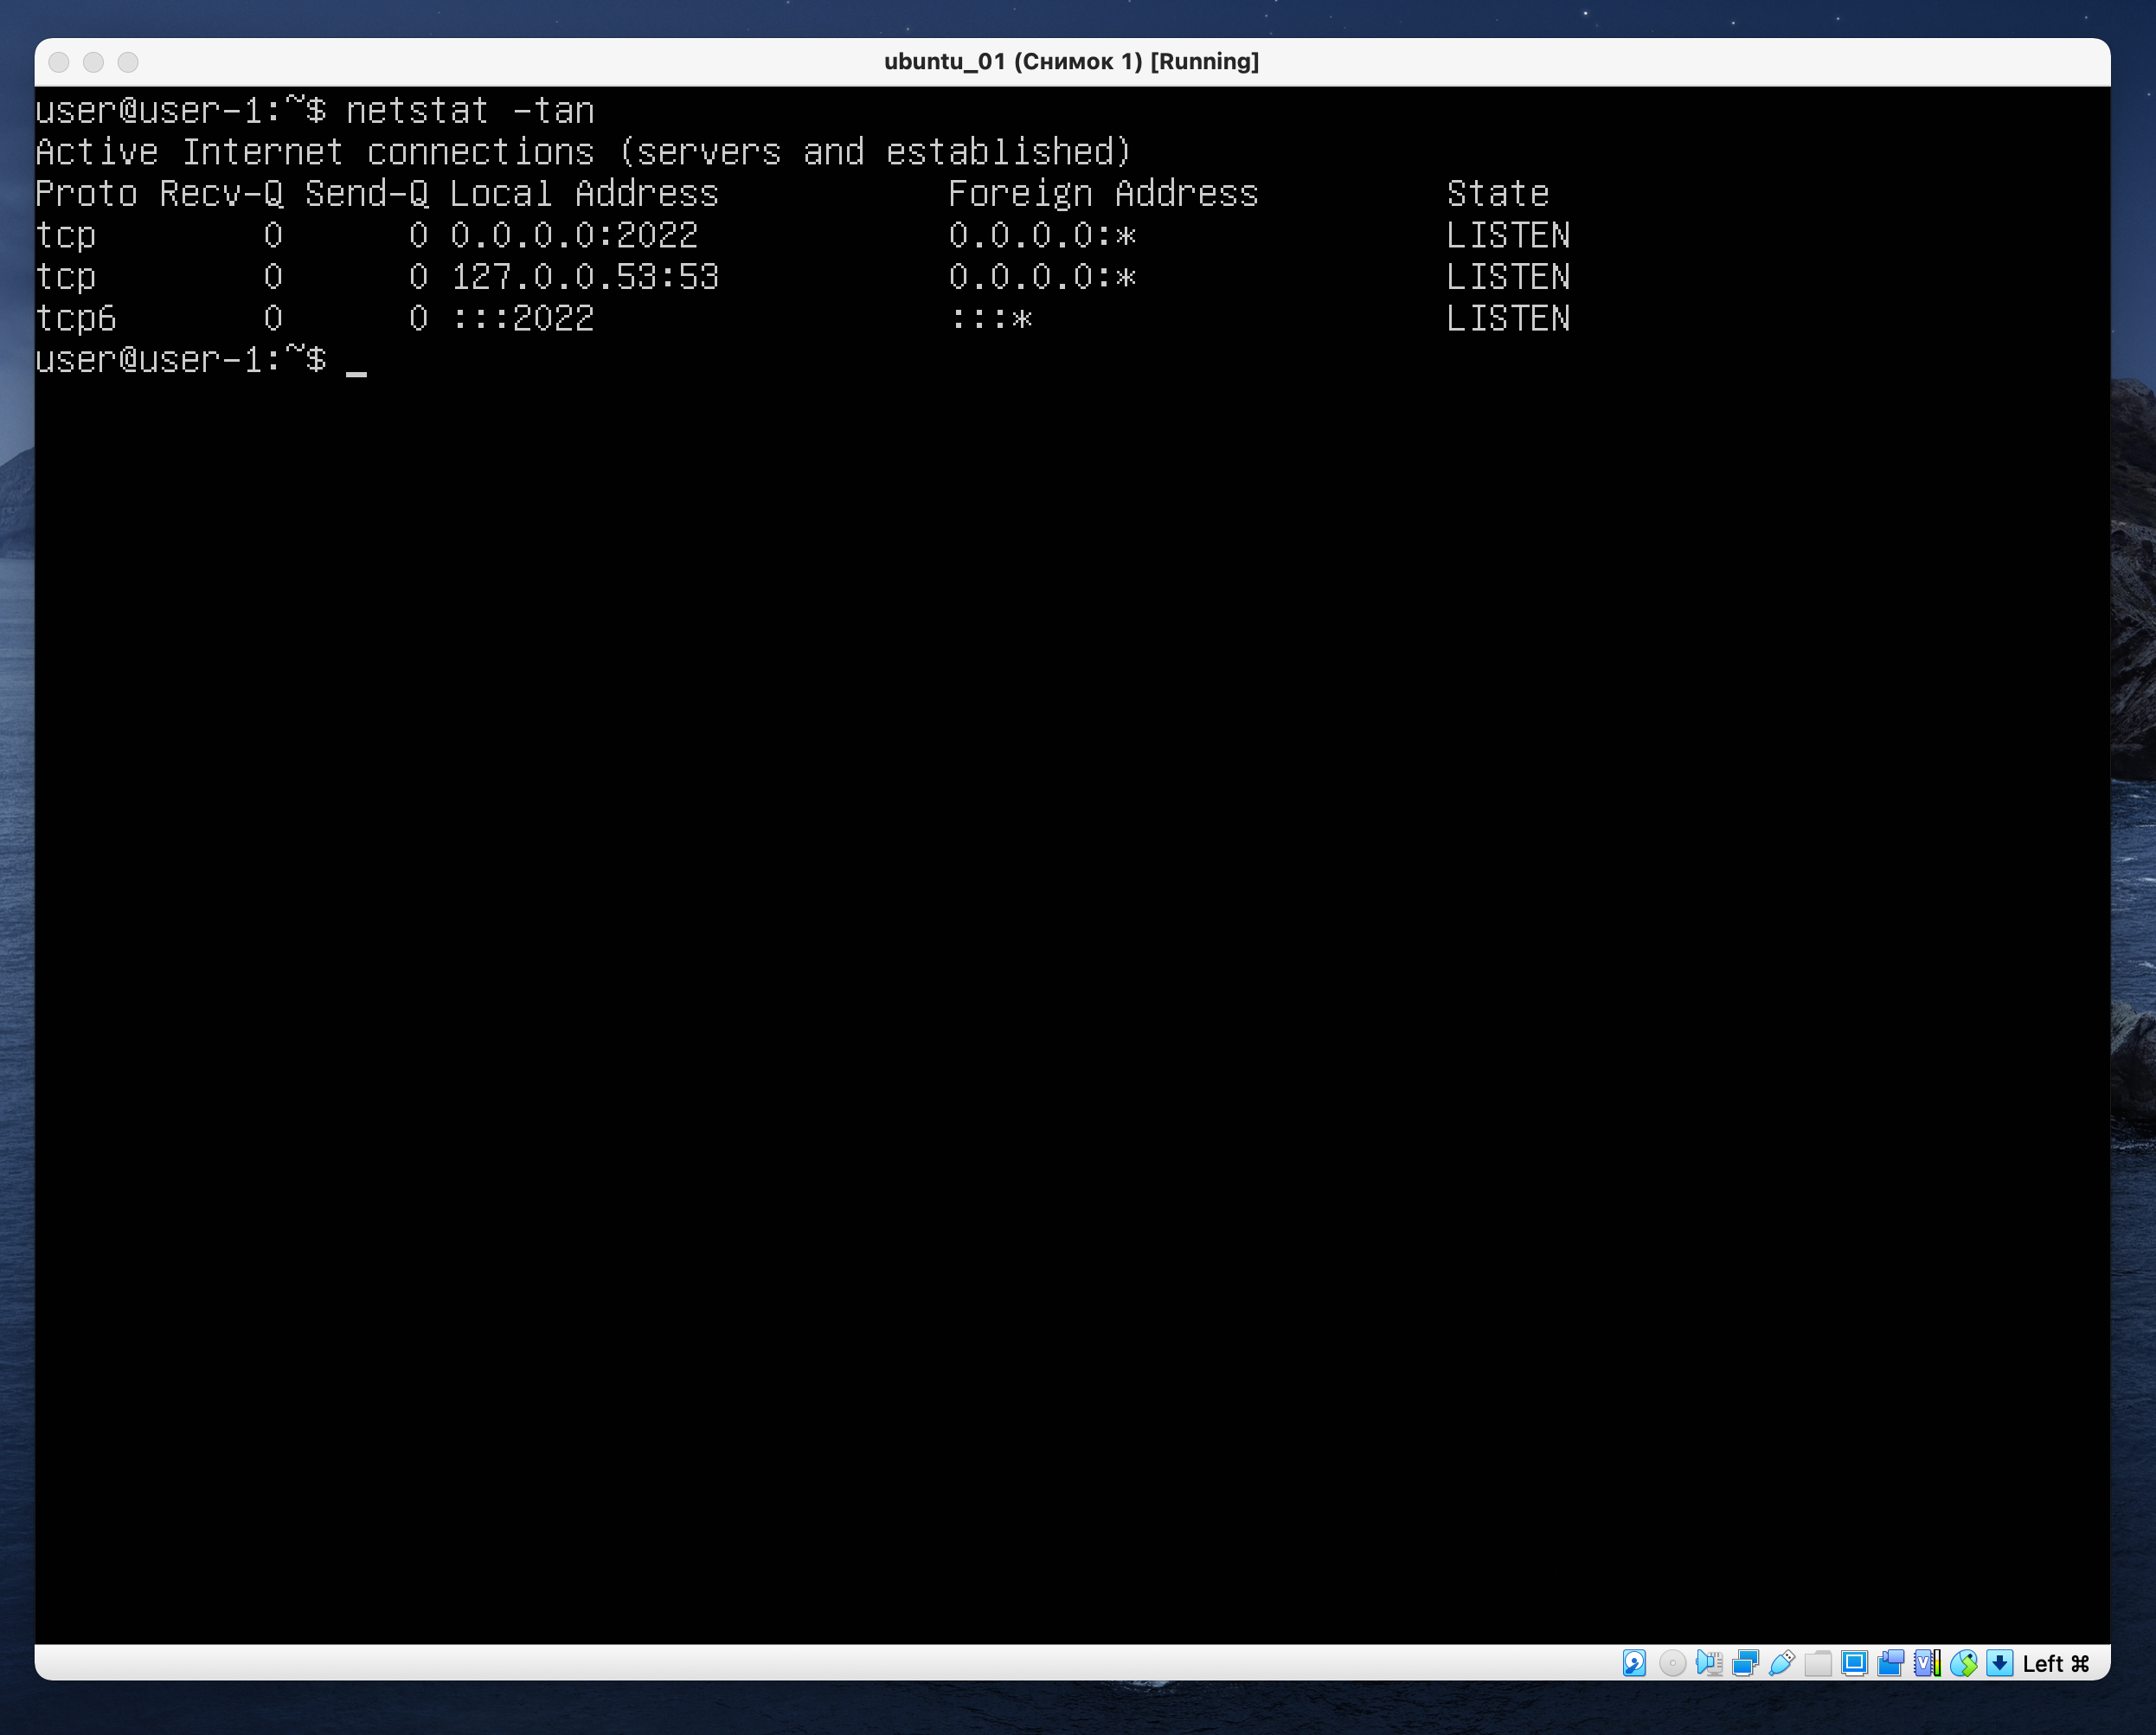 ubuntu_01 (Снимок 1) [Running]
user@user-1:~$ netstat -tan
Active Internet connections (servers and established)
Proto Recv-Q Send-Q Local Address           Foreign Address         State
tcp        0      0 0.0.0.0:2022            0.0.0.0:*               LISTEN
tcp        0      0 127.0.0.53:53           0.0.0.0:*               LISTEN
tcp6       0      0 :::2022                 :::*                    LISTEN
user@user-1:~$ _
Left ⌘